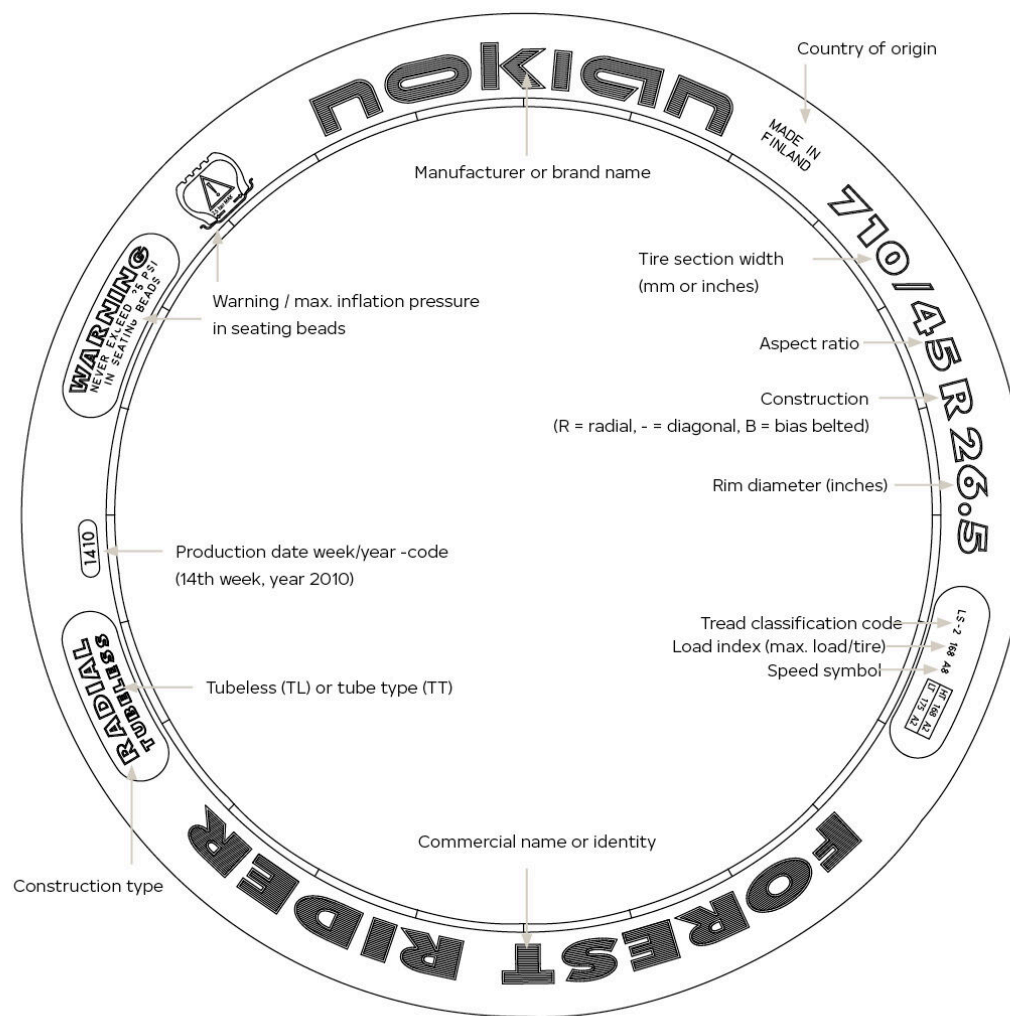 nokian
Country of origin
MADE IN
FINLAND
Manufacturer or brand name
710/45 R 26.5
Tire section width
(mm or inches)
Warning / max. inflation pressure
in seating beads
WARNING
NEVER EXCEED 35 PSI
IN SEATING BEADS
Aspect ratio
Construction
(R = radial, - = diagonal, B = bias belted)
Rim diameter (inches)
1410
Production date week/year -code
(14th week, year 2010)
LS-2 168 A8
HT 168 A2
LT 175 A2
Tread classification code
Load index (max. load/tire)
Speed symbol
RADIAL
TUBELESS
Tubeless (TL) or tube type (TT)
Construction type
Commercial name or identity
FOREST RIDER